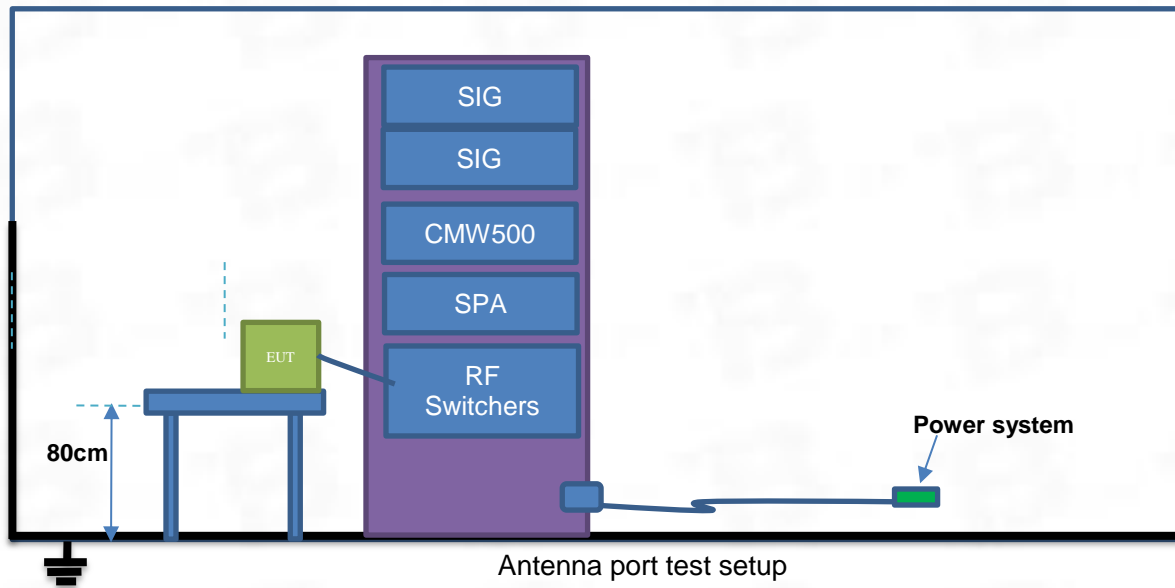 SIG
SIG
CMW500
SPA
EUT
RF
Switchers
Power system
80cm
Antenna port test setup